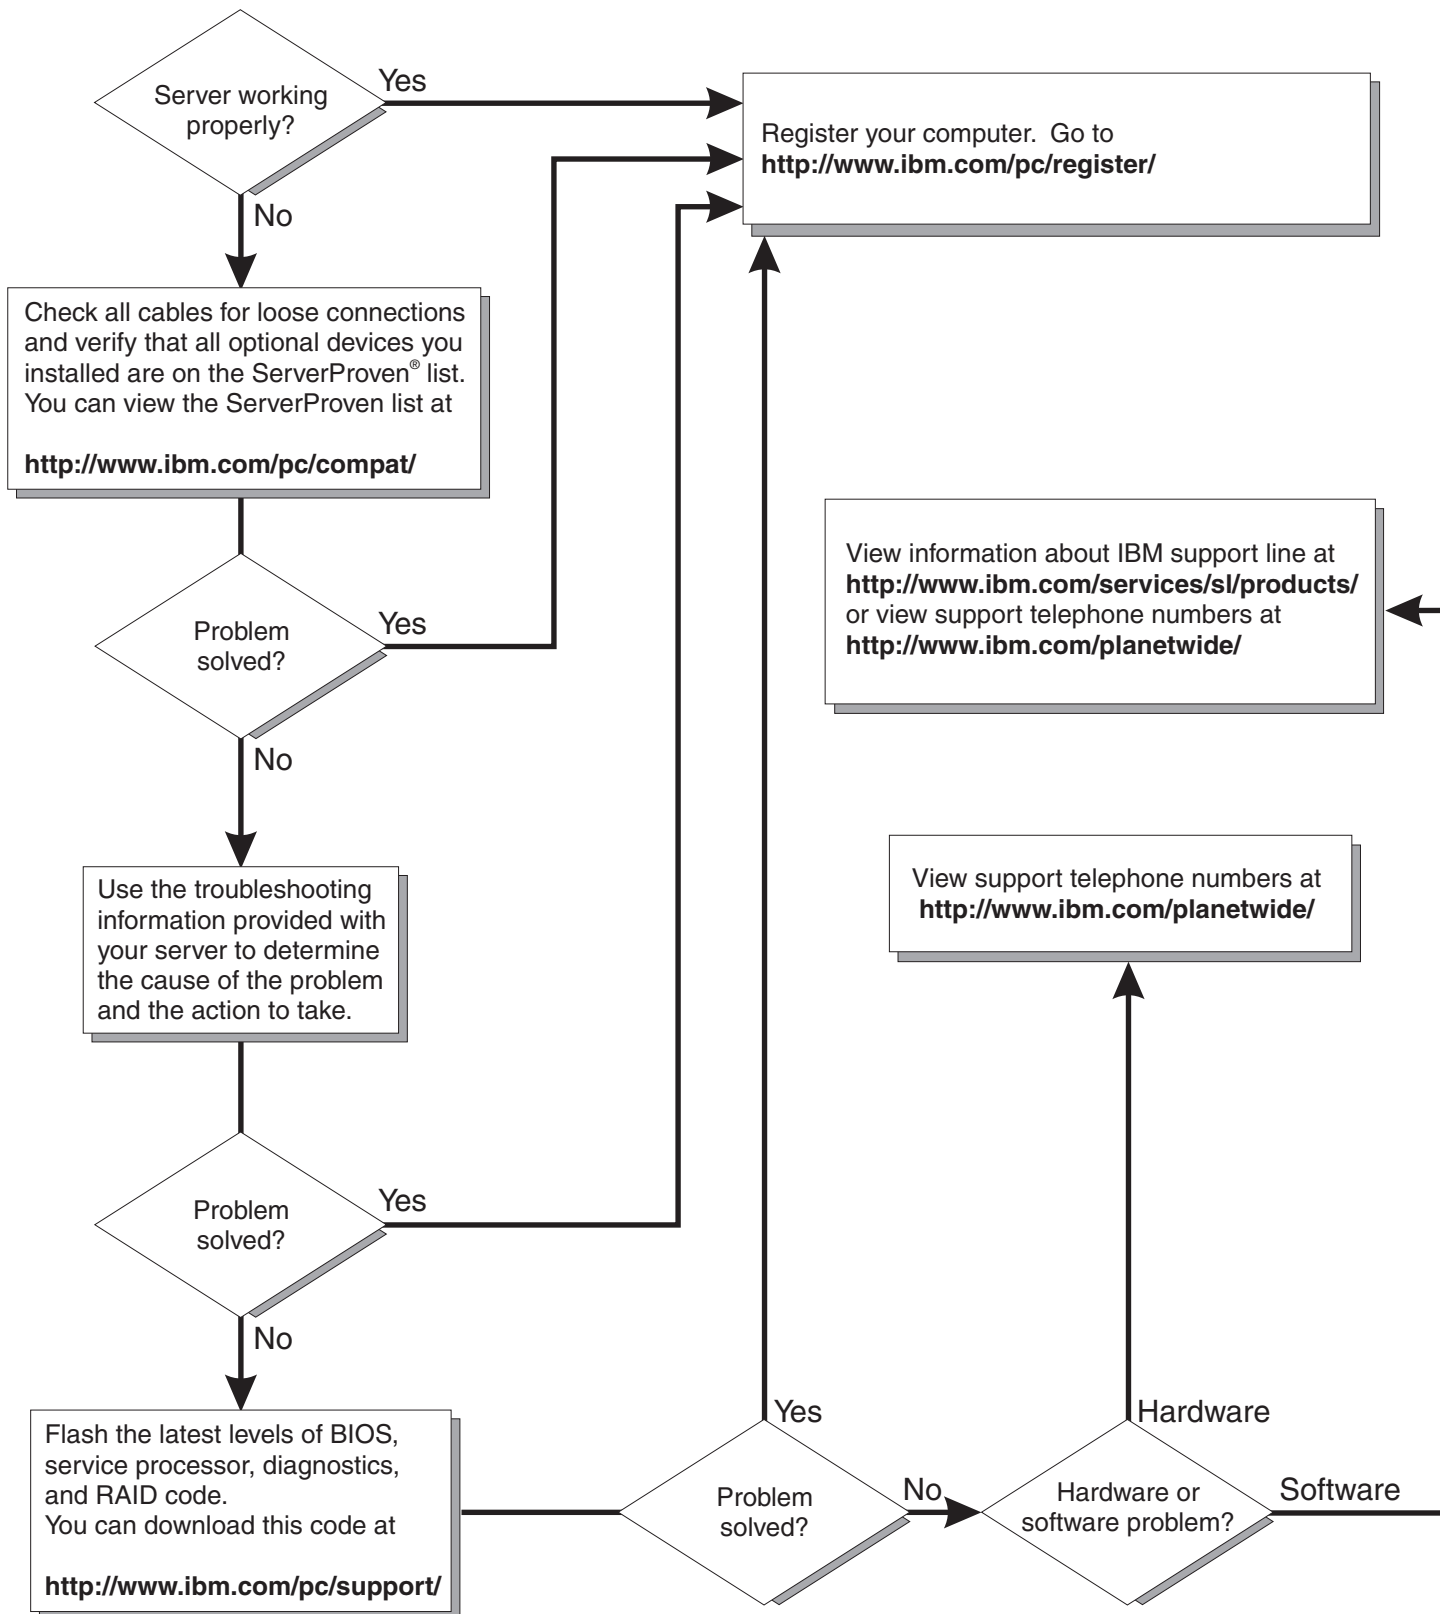 Server working
properly?
Yes
No
Register your computer. Go to
http://www.ibm.com/pc/register/
Check all cables for loose connections
and verify that all optional devices you
installed are on the ServerProven® list.
You can view the ServerProven list at
http://www.ibm.com/pc/compat/
Problem
solved?
Yes
No
View information about IBM support line at
http://www.ibm.com/services/sl/products/
or view support telephone numbers at
http://www.ibm.com/planetwide/
Use the troubleshooting
information provided with
your server to determine
the cause of the problem
and the action to take.
View support telephone numbers at
http://www.ibm.com/planetwide/
Problem
solved?
Yes
No
Flash the latest levels of BIOS,
service processor, diagnostics,
and RAID code.
You can download this code at
http://www.ibm.com/pc/support/
Problem
solved?
Yes
No
Hardware or
software problem?
Hardware
Software